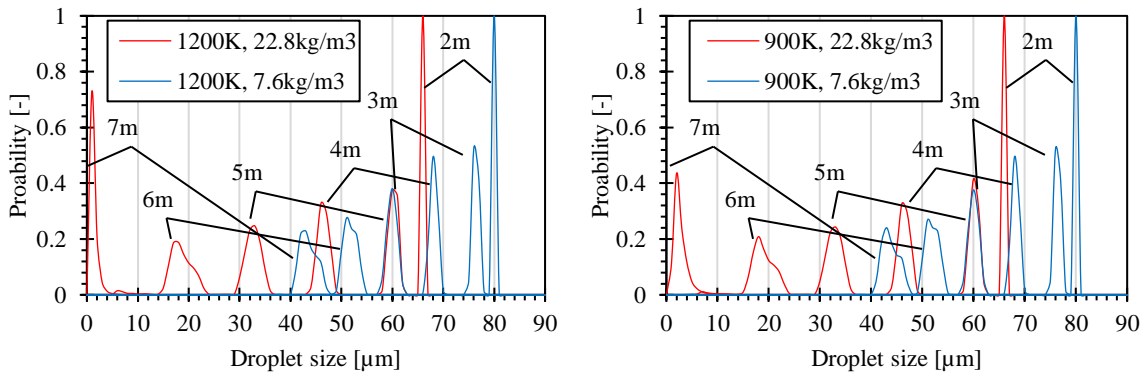 1
0.8
0.6
0.4
0.2
0
Proability [-]
1200K, 22.8kg/m3
1200K, 7.6kg/m3
2m
3m
7m
4m
5m
6m
0 10 20 30 40 50 60 70 80 90
Droplet size [µm]
1
0.8
0.6
0.4
0.2
0
Proability [-]
900K, 22.8kg/m3
900K, 7.6kg/m3
2m
3m
7m
4m
5m
6m
0 10 20 30 40 50 60 70 80 90
Droplet size [µm]